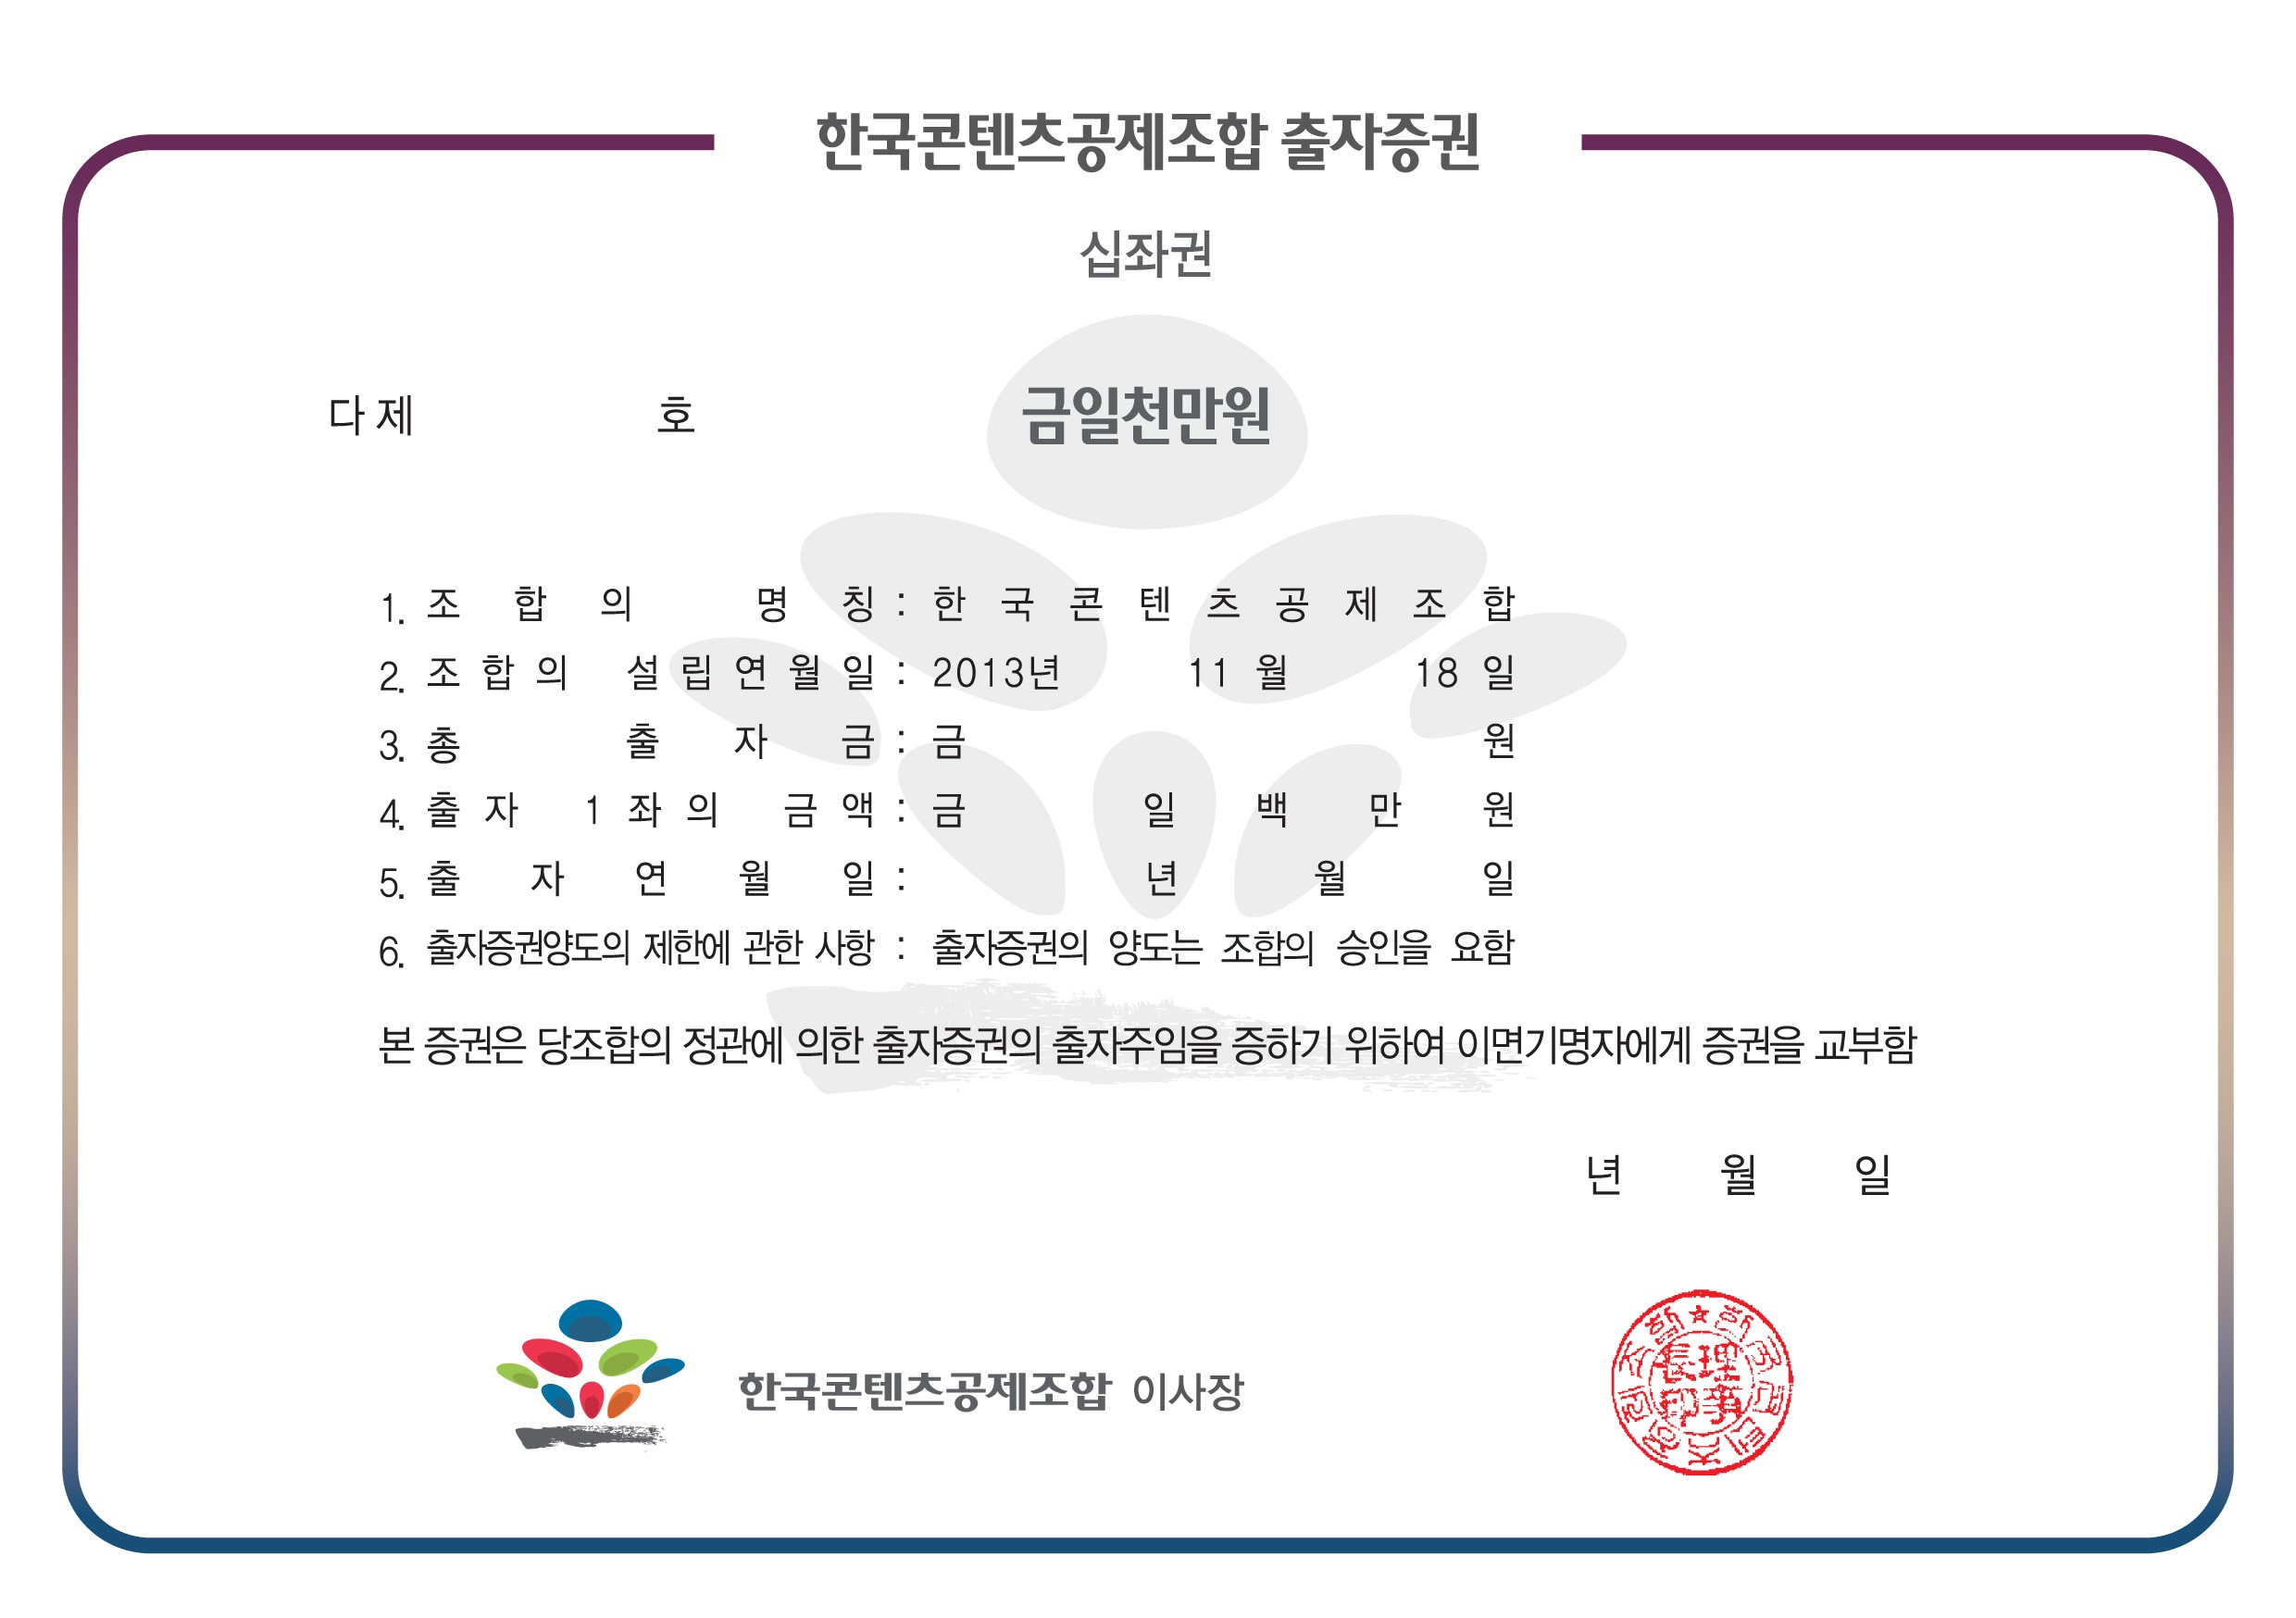 한국콘텐츠공제조합 출자증권
십좌권
다 제 호 금일천만원
1. 조 합 의 명 칭 : 한 국 콘 텐 츠 공 제 조 합
2. 조 합 의 설 립 연 월 일 : 2013년 11 월 18 일
3. 총 출 자 금 : 금 원
4. 출 자 1 좌 의 금 액 : 금 일 백 만 원
5. 출 자 연 월 일 : 년 월 일
6. 출자증권양도의 제한에 관한 사항 : 출자증권의 양도는 조합의 승인을 요함
본 증권은 당조합의 정관에 의한 출자증권의 출자주임을 증하기 위하여 이면기명자에게 증권을 교부함
년 월 일
한국콘텐츠공제조합 이사장